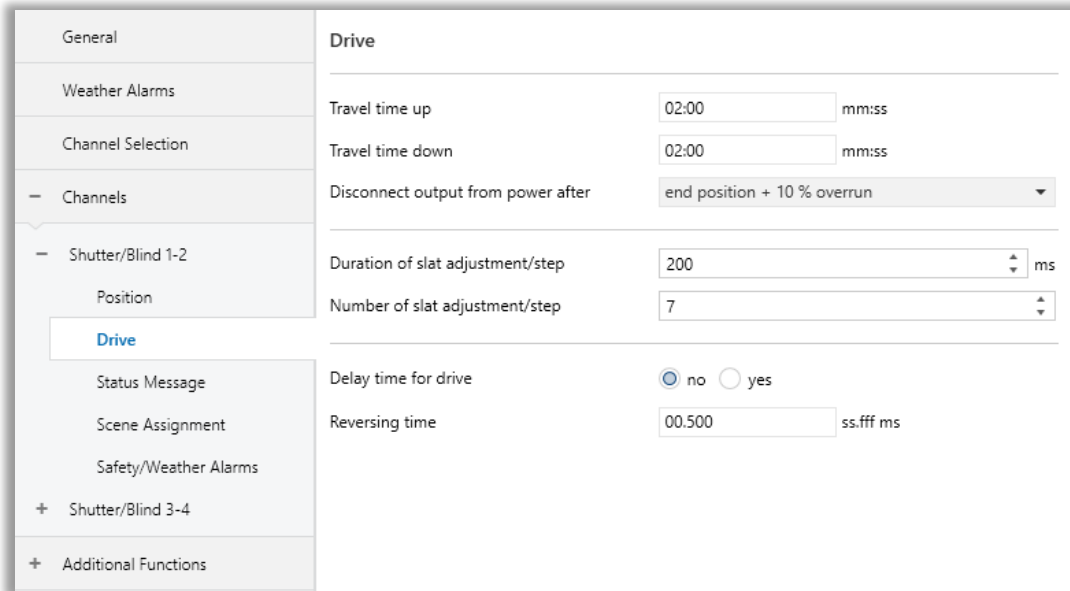 General
Weather Alarms
Channel Selection
− Channels
− Shutter/Blind 1-2
Position
Drive
Status Message
Scene Assignment
Safety/Weather Alarms
+ Shutter/Blind 3-4
+ Additional Functions
Drive
Travel time up 02:00 mm:ss
Travel time down 02:00 mm:ss
Disconnect output from power after end position + 10 % overrun
Duration of slat adjustment/step 200 ms
Number of slat adjustment/step 7
Delay time for drive no yes
Reversing time 00.500 ss.fff ms